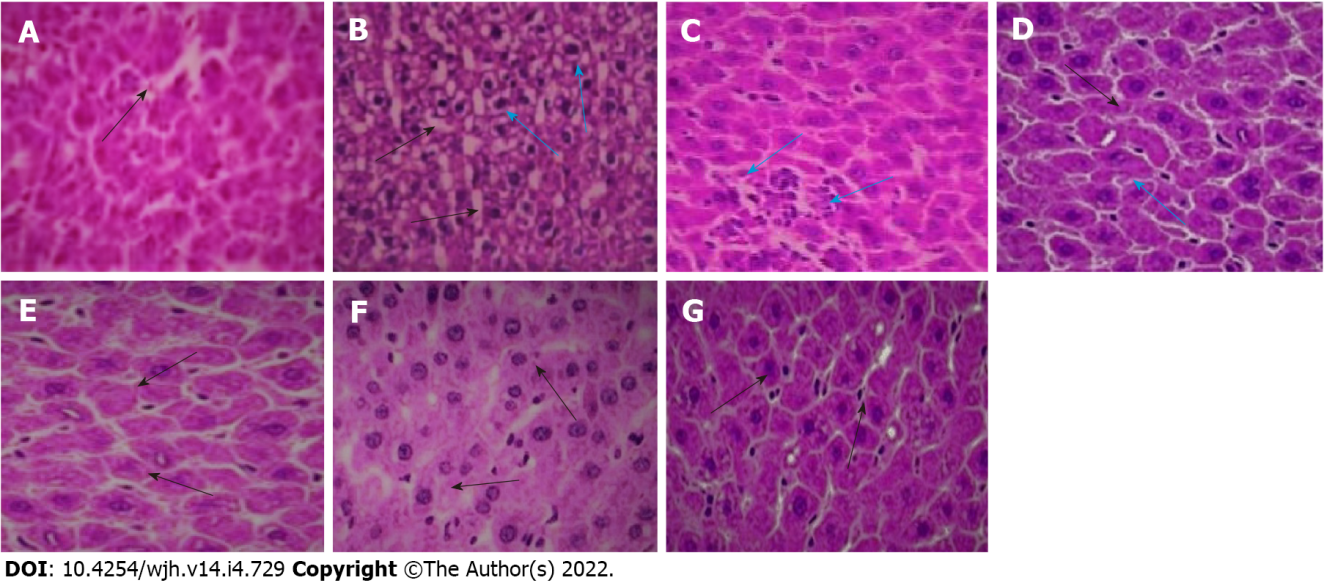 A B C D
E F G
DOI: 10.4254/wjh.v14.i4.729 Copyright ©The Author(s) 2022.